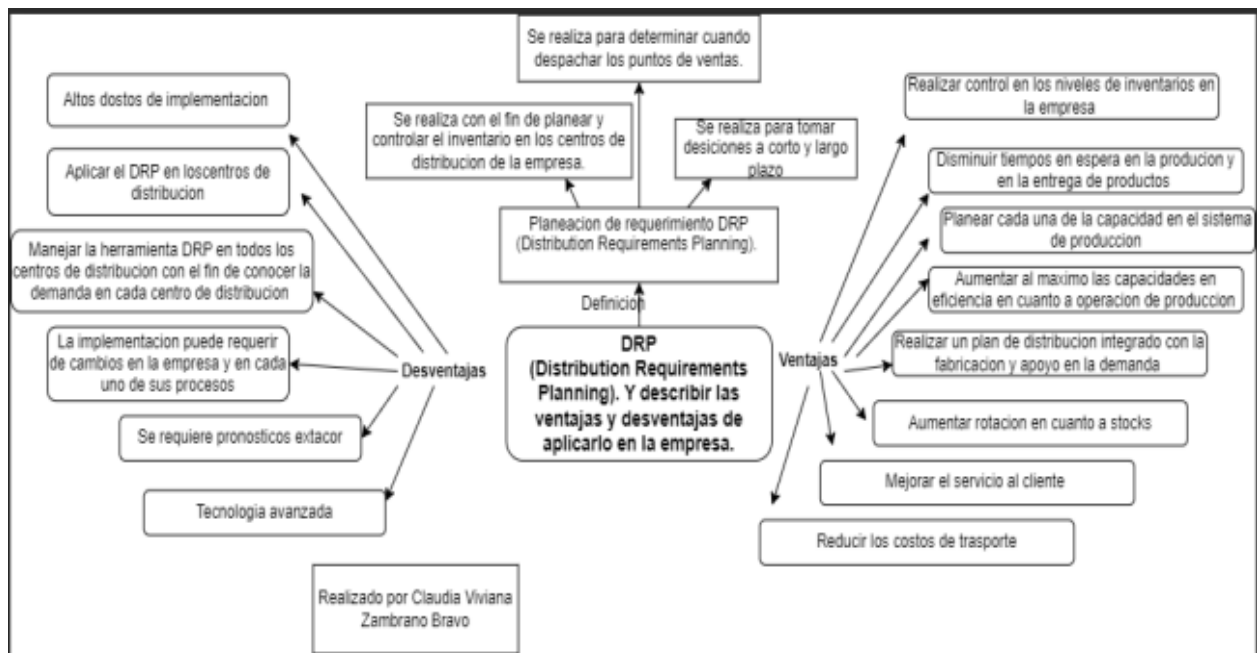 Se realiza para determinar cuando
despachar los puntos de ventas.
Altos dostos de implementacion
Se realiza con el fin de planear y
controlar el inventario en los centros de
distribucion de la empresa.
Se realiza para tomar
desiciones a corto y largo
plazo
Realizar control en los niveles de inventarios en
la empresa
Aplicar el DRP en loscentros de
distribucion
Disminuir tiempos en espera en la producion y
en la entrega de productos
Planeacion de requerimiento DRP
(Distribution Requirements Planning).
Planear cada una de la capacidad en el sistema
de produccion
Manejar la herramienta DRP en todos los
centros de distribucion con el fin de conocer la
demanda en cada centro de distribucion
Aumentar al maximo las capacidades en
eficiencia en cuanto a operacion de produccion
Definicion
La implementacion puede requerir
de cambios en la empresa y en cada
uno de sus procesos
Desventajas
DRP
(Distribution Requirements
Planning). Y describir las
ventajas y desventajas de
aplicarlo en la empresa.
Ventajas
Realizar un plan de distribucion integrado con la
fabricacion y apoyo en la demanda
Se requiere pronosticos extacor
Aumentar rotacion en cuanto a stocks
Mejorar el servicio al cliente
Tecnologia avanzada
Reducir los costos de trasporte
Realizado por Claudia Viviana
Zambrano Bravo